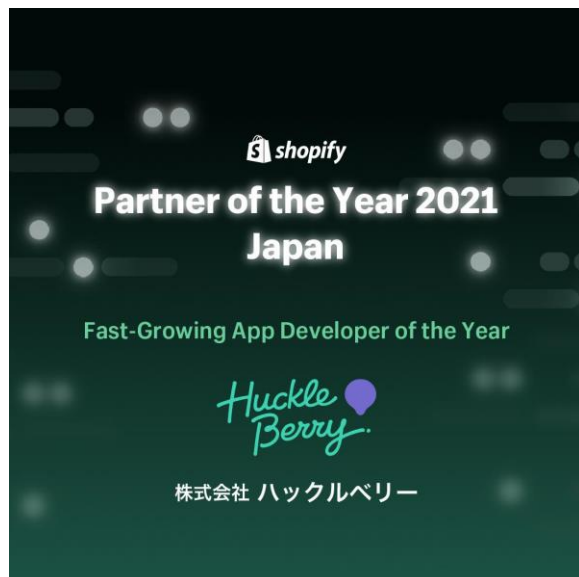 shopify
Partner of the Year 2021
Japan
Fast-Growing App Developer of the Year
Huckle
Berry.
株式会社 ハックルベリー